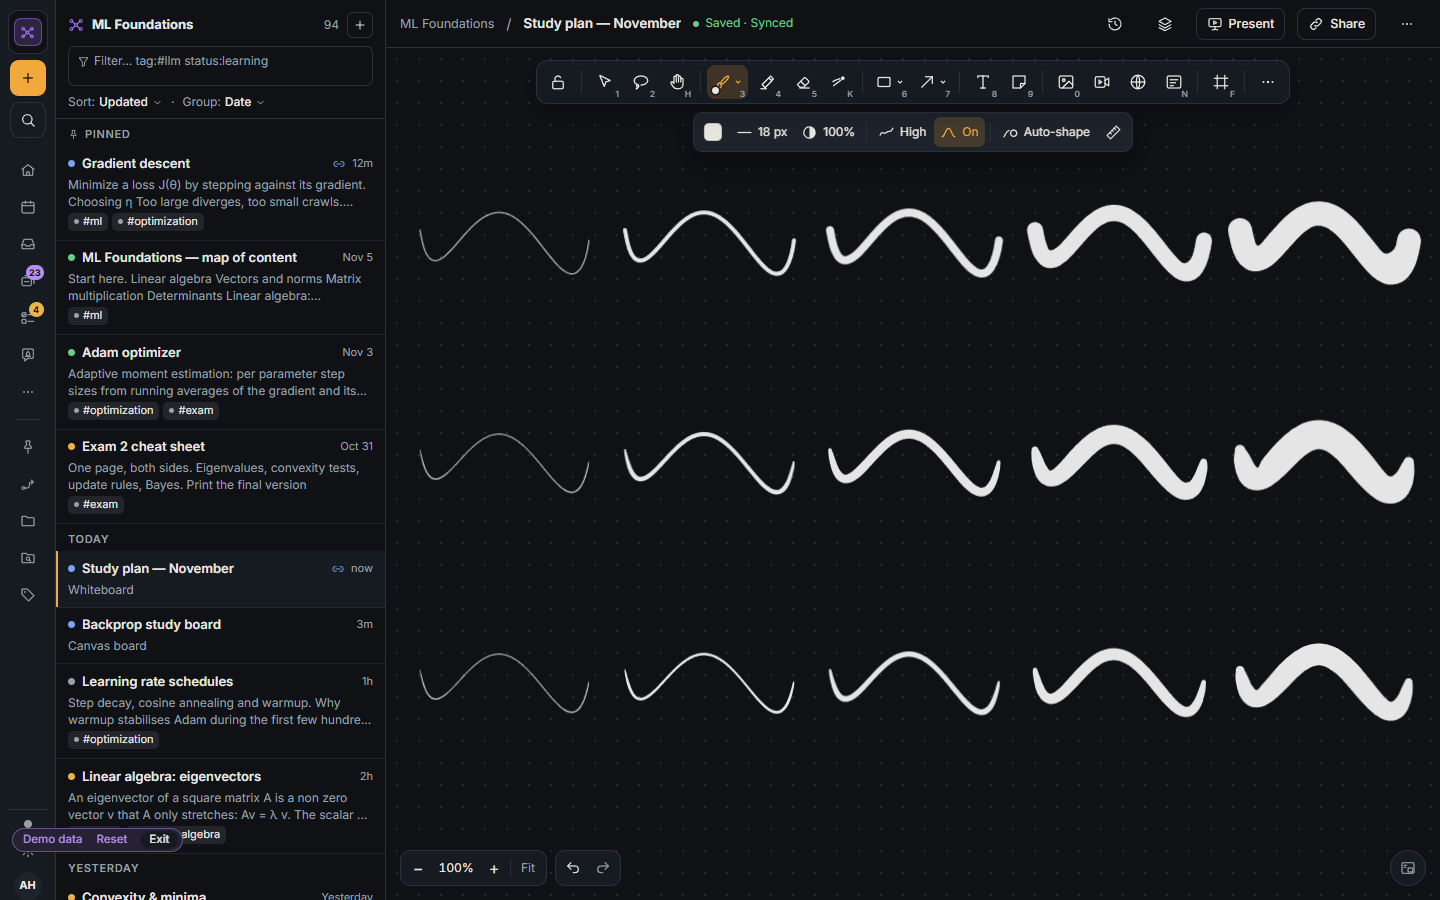 ML Foundations 94 +
Filter... tag:#llm status:learning
Sort: Updated · Group: Date
PINNED
Gradient descent 12m
Minimize a loss J(θ) by stepping against its gradient.
Choosing η Too large diverges, too small crawls....
#ml #optimization
ML Foundations — map of content Nov 5
Start here. Linear algebra Vectors and norms Matrix
multiplication Determinants Linear algebra:...
#ml
Adam optimizer Nov 3
Adaptive moment estimation: per parameter step
sizes from running averages of the gradient and its...
#optimization #exam
Exam 2 cheat sheet Oct 31
One page, both sides. Eigenvalues, convexity tests,
update rules, Bayes. Print the final version
#exam
TODAY
Study plan — November now
Whiteboard
Backprop study board 3m
Canvas board
Learning rate schedules 1h
Step decay, cosine annealing and warmup. Why
warmup stabilises Adam during the first few hundre...
#optimization
Linear algebra: eigenvectors 2h
An eigenvector of a square matrix A is a non zero
vector v that A only stretches: Av = λ v. The scalar ...
algebra
YESTERDAY
Convexity & minima Yesterday
23
4
Demo data Reset Exit
AH
ML Foundations / Study plan — November Saved · Synced
Present Share
1 2 H 3 4 5 K 6 7 T 8 9 0 N F
18 px 100% High On Auto-shape
− 100% + Fit